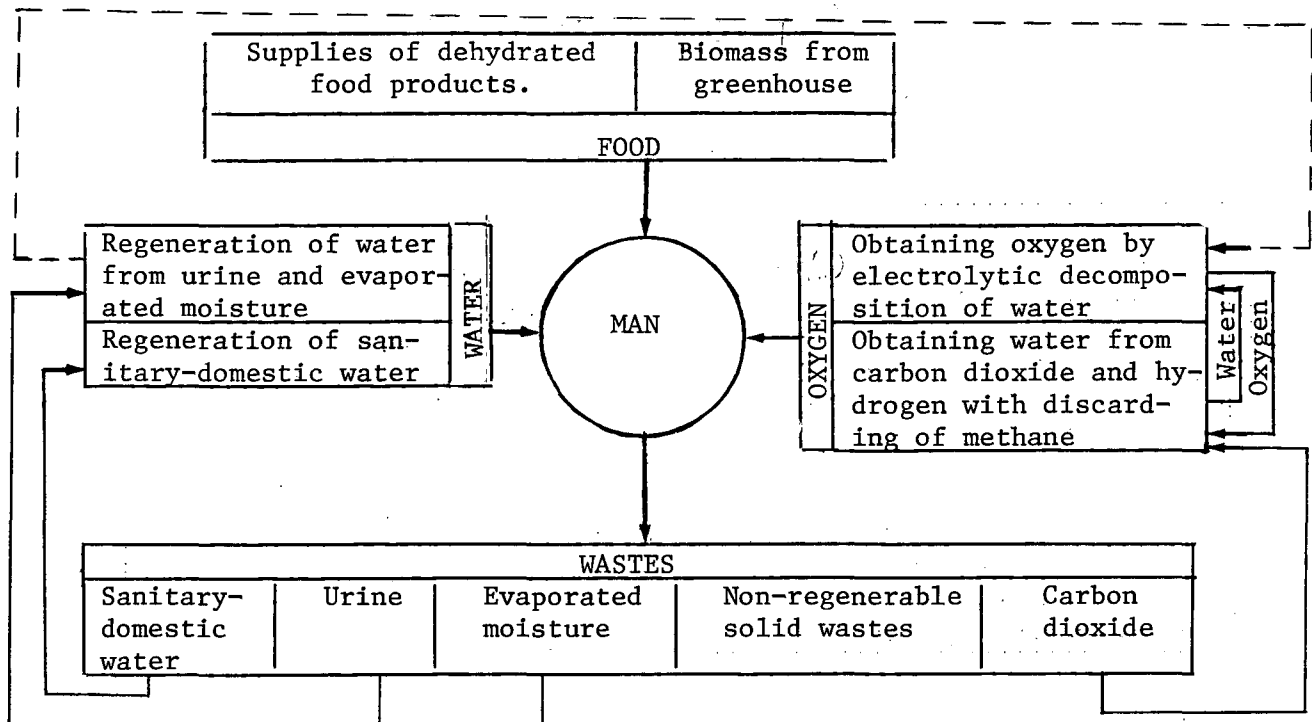 Supplies of dehydrated
food products.
Biomass from
greenhouse
FOOD
Regeneration of water
from urine and evapor-
ated moisture
Regeneration of san-
itary-domestic water
WATER
MAN
OXYGEN
Obtaining oxygen by
electrolytic decompo-
sition of water
Obtaining water from
carbon dioxide and hy-
drogen with discard-
ing of methane
Water
Oxygen
WASTES
Sanitary-
domestic
water
Urine
Evaporated
moisture
Non-regenerable
solid wastes
Carbon
dioxide